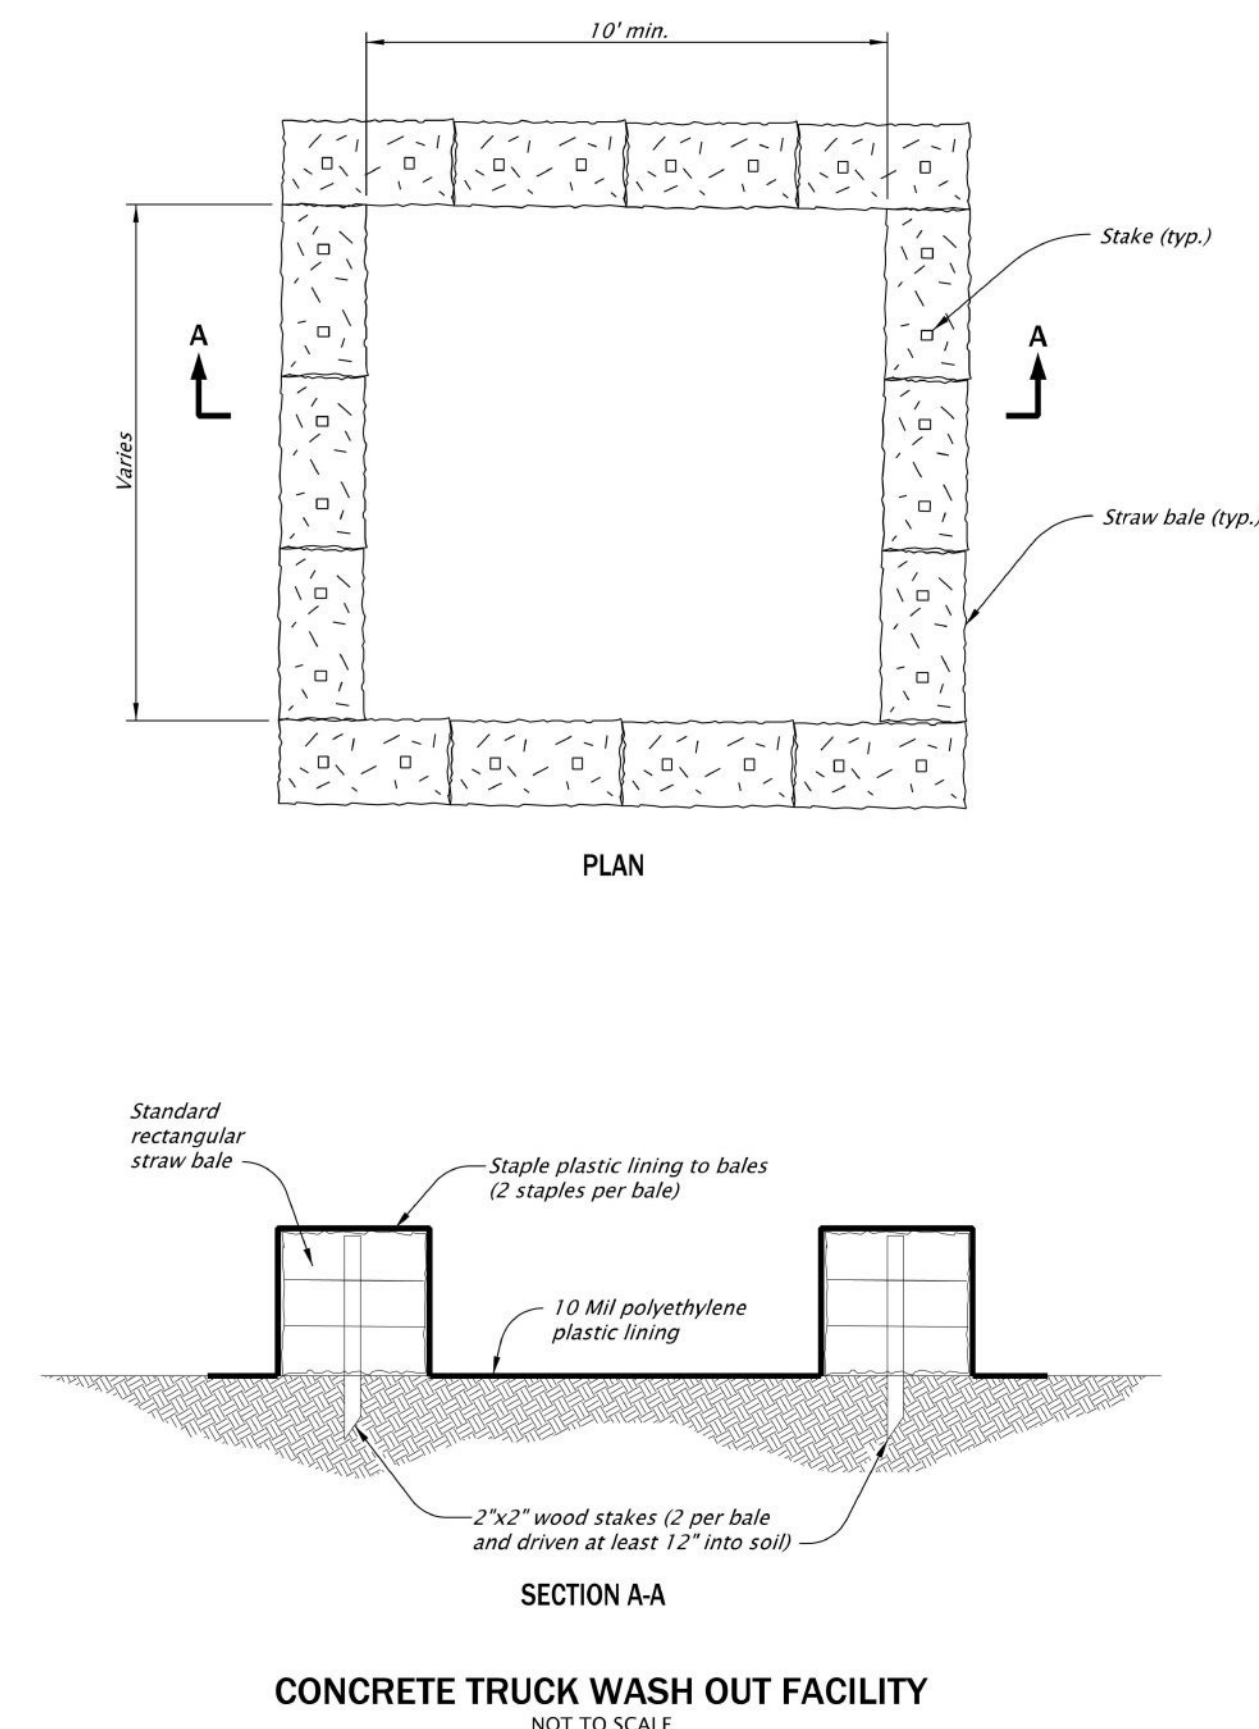 10' min.
Stake (typ.)
A
A
Varies
Straw bale (typ.)
PLAN
Standard
rectangular
straw bale
Staple plastic lining to bales
(2 staples per bale)
10 Mil polyethylene
plastic lining
2"x2" wood stakes (2 per bale
and driven at least 12" into soil)
SECTION A-A
CONCRETE TRUCK WASH OUT FACILITY
NOT TO SCALE